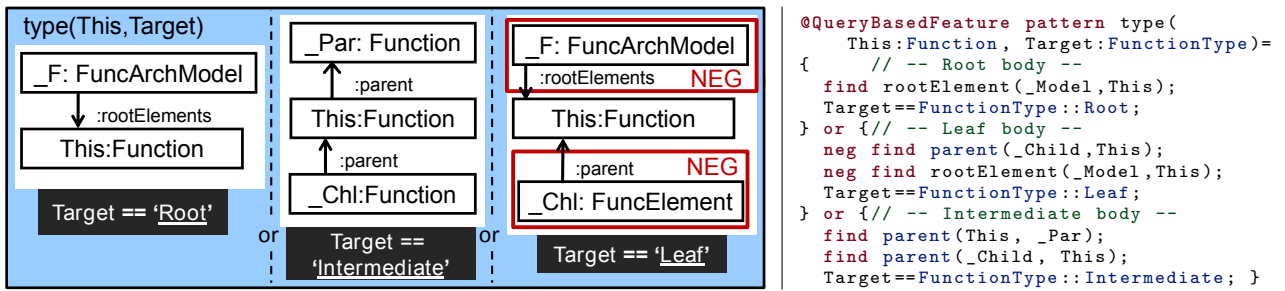 type(This,Target)
_F: FuncArchModel
:rootElements
This:Function
Target == ‘Root’
or
_Par: Function
:parent
This:Function
:parent
_Chl:Function
Target ==
‘Intermediate’
or
_F: FuncArchModel
:rootElements
NEG
This:Function
:parent
NEG
_Chl: FuncElement
Target == ‘Leaf’
@QueryBasedFeature pattern type(
This:Function, Target:FunctionType)=
{ // -- Root body --
find rootElement(_Model,This);
Target==FunctionType::Root;
} or {// -- Leaf body --
neg find parent(_Child,This);
neg find rootElement(_Model,This);
Target==FunctionType::Leaf;
} or {// -- Intermediate body --
find parent(This, _Par);
find parent(_Child, This);
Target==FunctionType::Intermediate; }